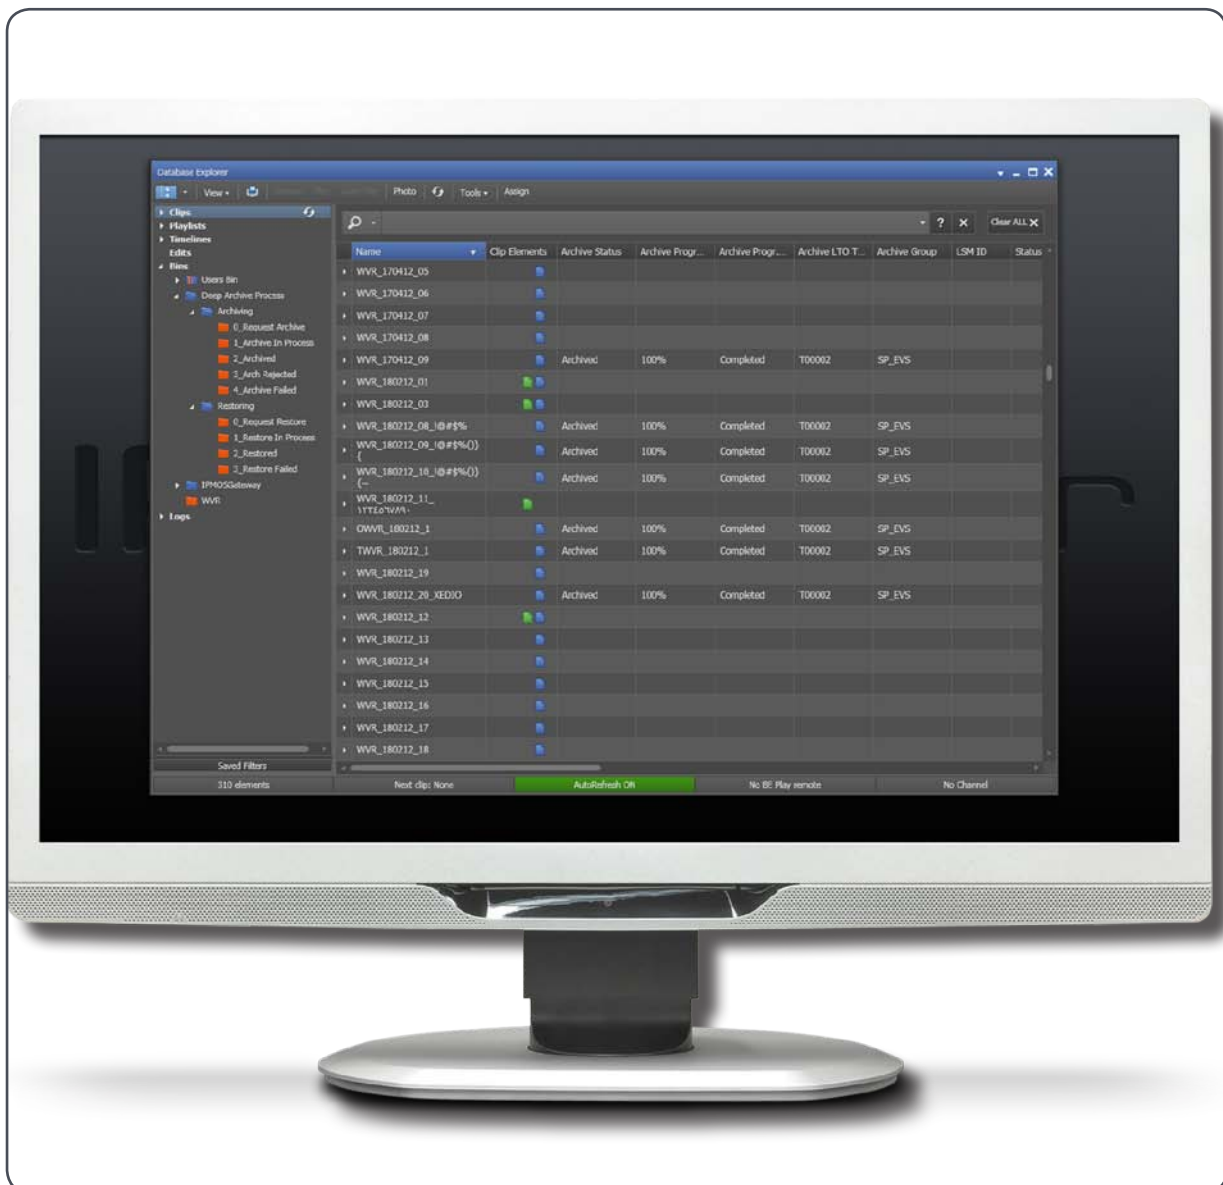 Database Explorer
View Photo Tools Assign
Clips
Playlists
Timelines
Edits
Bins
Users Bin
Deep Archive Process
Archiving
0_Request Archive
1_Archive In Process
2_Archived
3_Arch Rejected
4_Archive Failed
Restoring
0_Request Restore
1_Restore In Process
2_Restored
3_Restore Failed
IPMOSGateway
WVR
Logs
Saved Filters
? X Clear ALL X
Name Clip Elements Archive Status Archive Progr... Archive Progr.... Archive LTO T... Archive Group LSM ID Status
WVR_170412_05
WVR_170412_06
WVR_170412_07
WVR_170412_08
WVR_170412_09 Archived 100% Completed T00002 SP_EVS
WVR_180212_01
WVR_180212_03
WVR_180212_08_!@#$% Archived 100% Completed T00002 SP_EVS
WVR_180212_09_!@#$%()}
{ Archived 100% Completed T00002 SP_EVS
WVR_180212_10_!@#$%()}
{~ Archived 100% Completed T00002 SP_EVS
WVR_180212_11_
١٢٣٤٥٦٧٨٩٠
OWVR_180212_1 Archived 100% Completed T00002 SP_EVS
TWVR_180212_1 Archived 100% Completed T00002 SP_EVS
WVR_180212_19
WVR_180212_20_XEDIO Archived 100% Completed T00002 SP_EVS
WVR_180212_12
WVR_180212_13
WVR_180212_14
WVR_180212_15
WVR_180212_16
WVR_180212_17
WVR_180212_18
310 elements Next clip: None AutoRefresh ON No BE Play remote No Channel